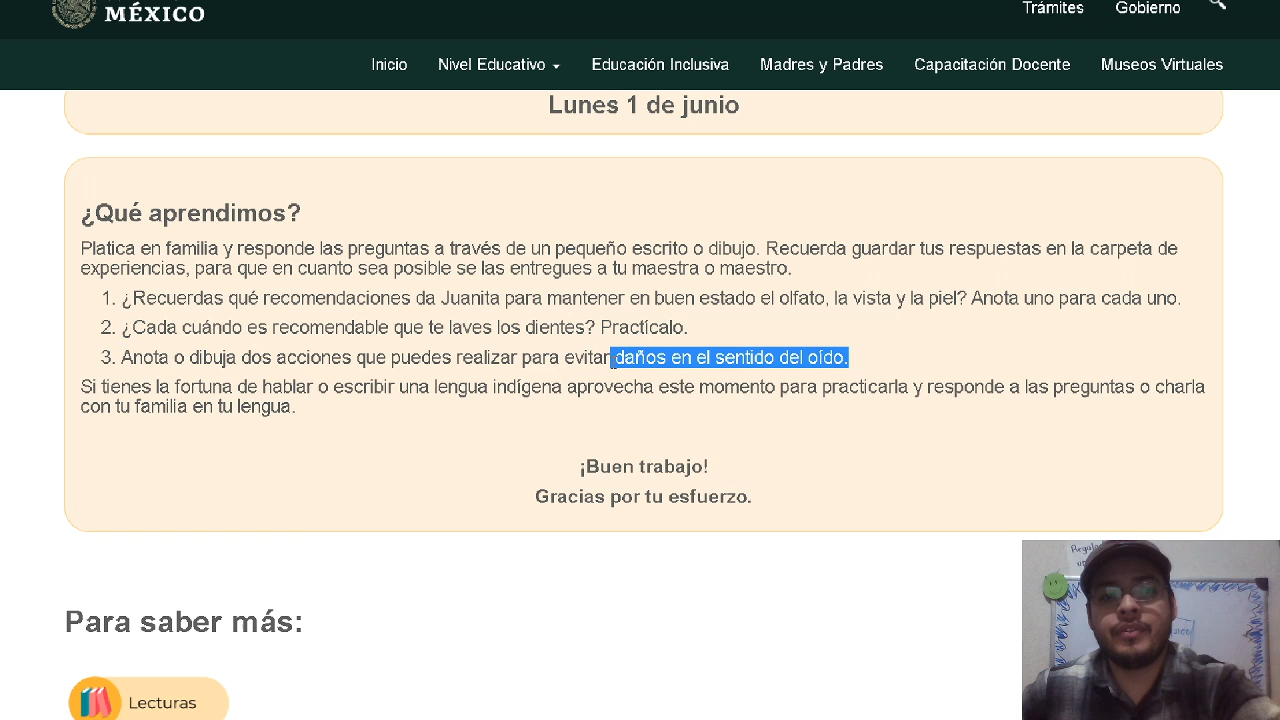 MÉXICO
Trámites Gobierno
Inicio Nivel Educativo Educación Inclusiva Madres y Padres Capacitación Docente Museos Virtuales
Lunes 1 de junio
¿Qué aprendimos?
Platica en familia y responde las preguntas a través de un pequeño escrito o dibujo. Recuerda guardar tus respuestas en la carpeta de
experiencias, para que en cuanto sea posible se las entregues a tu maestra o maestro.
1. ¿Recuerdas qué recomendaciones da Juanita para mantener en buen estado el olfato, la vista y la piel? Anota uno para cada uno.
2. ¿Cada cuándo es recomendable que te laves los dientes? Practícalo.
3. Anota o dibuja dos acciones que puedes realizar para evitar daños en el sentido del oído.
Si tienes la fortuna de hablar o escribir una lengua indígena aprovecha este momento para practicarla y responde a las preguntas o charla
con tu familia en tu lengua.
¡Buen trabajo!
Gracias por tu esfuerzo.
Para saber más:
Lecturas